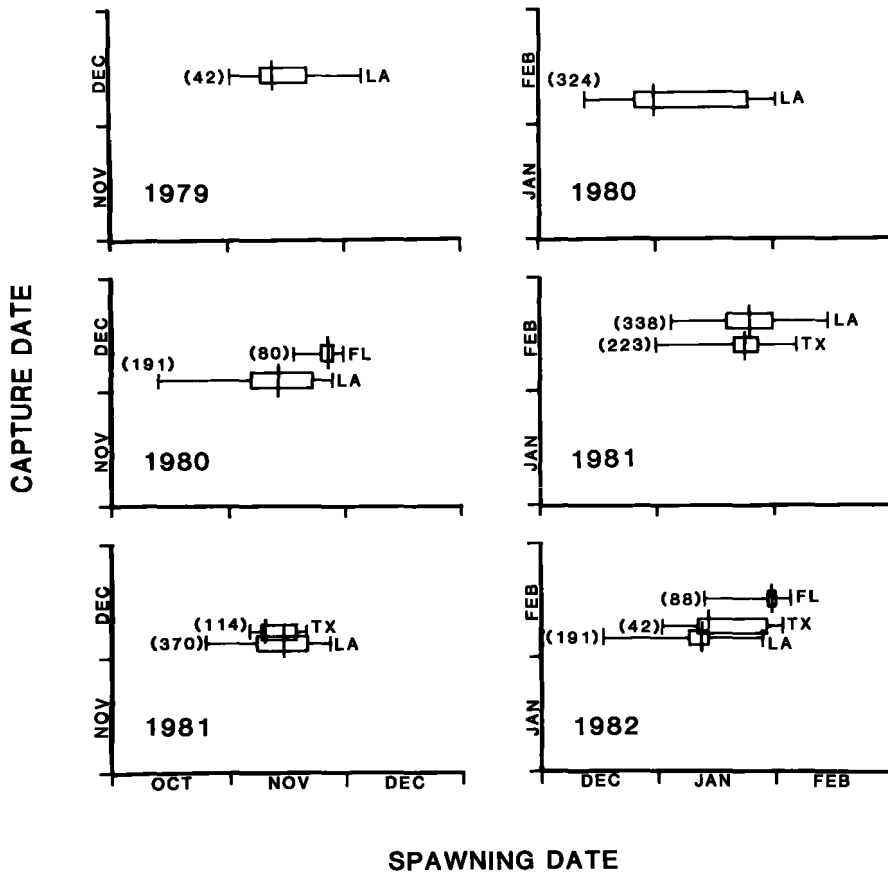 CAPTURE DATE
DEC
NOV
(42)
LA
1979
FEB
JAN
(324)
LA
1980
DEC
NOV
(80)
FL
(191)
LA
1980
FEB
JAN
(338)
LA
(223)
TX
1981
DEC
NOV
(114)
TX
(370)
LA
1981
OCT NOV DEC
FEB
JAN
(88)
FL
(42)
TX
(191)
LA
1982
DEC JAN FEB
SPAWNING DATE